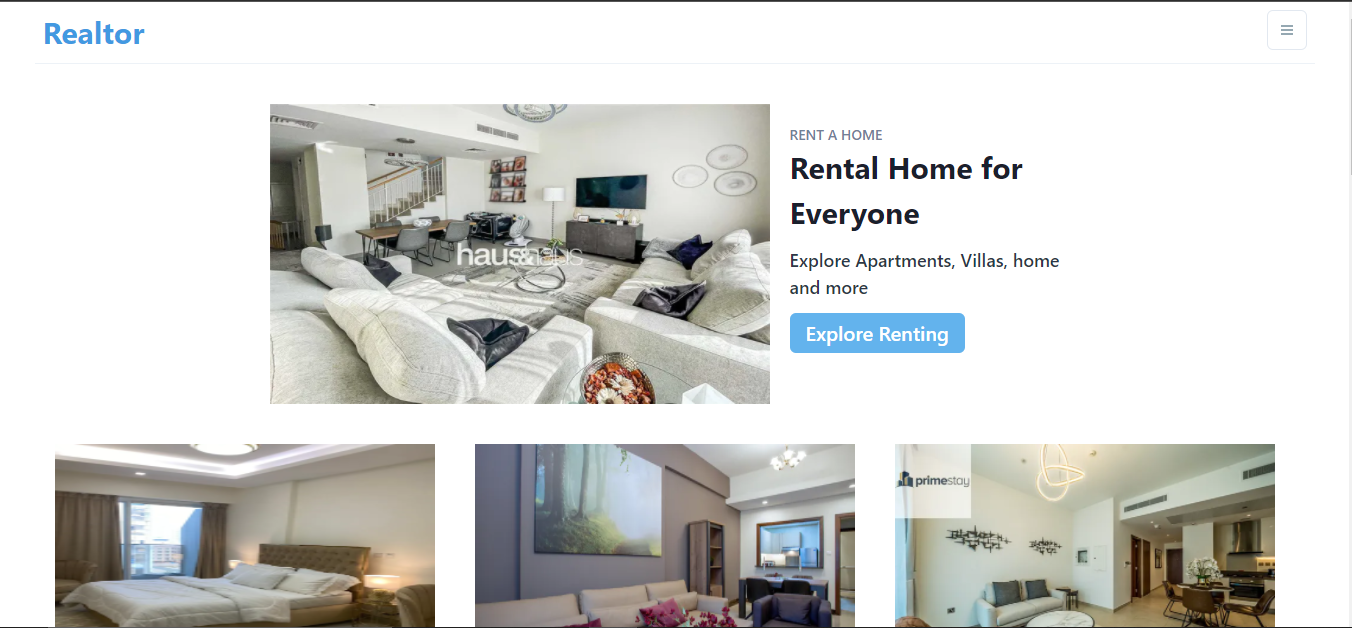 Realtor
RENT A HOME
Rental Home for
Everyone
Explore Apartments, Villas, home
and more
Explore Renting
haus&haus
primestay